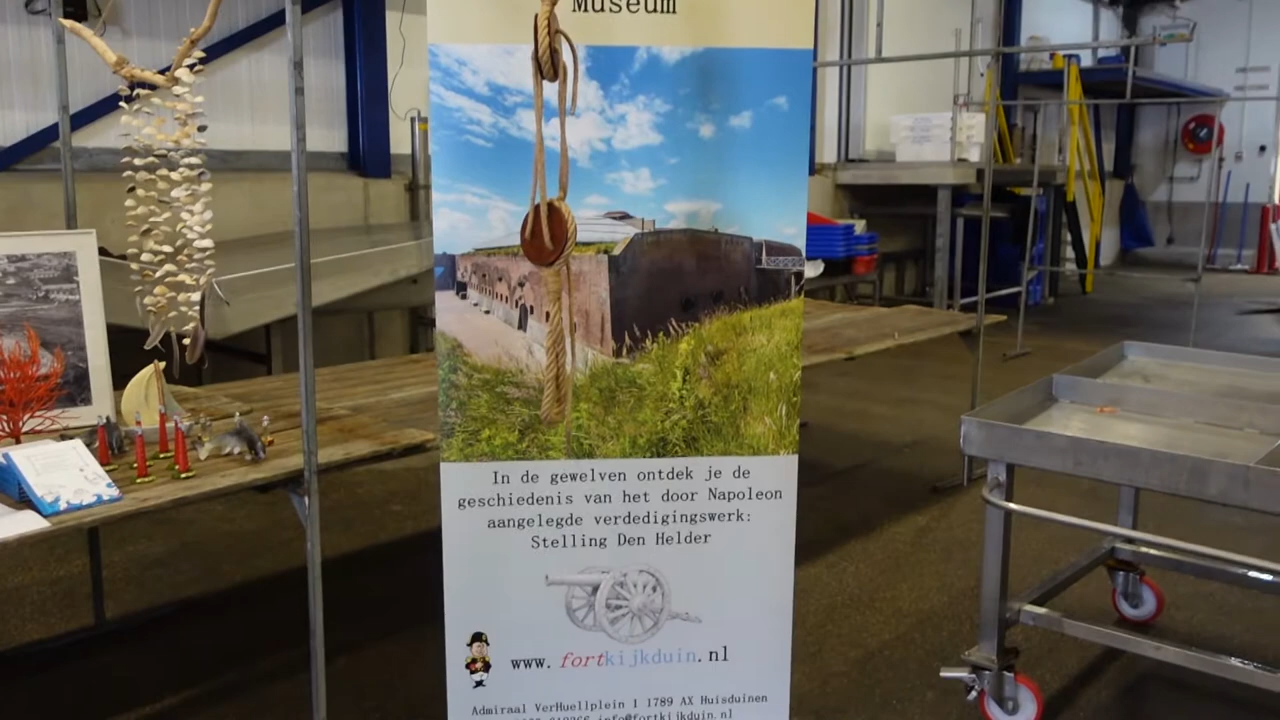 Museum
In de gewelven ontdek je de
geschiedenis van het door Napoleon
aangelegde verdedigingswerk:
Stelling Den Helder
www.fortkijkduin.nl
Admiraal VerHuellplein 1 1789 AX Huisduinen
info@fortkijkduin.nl